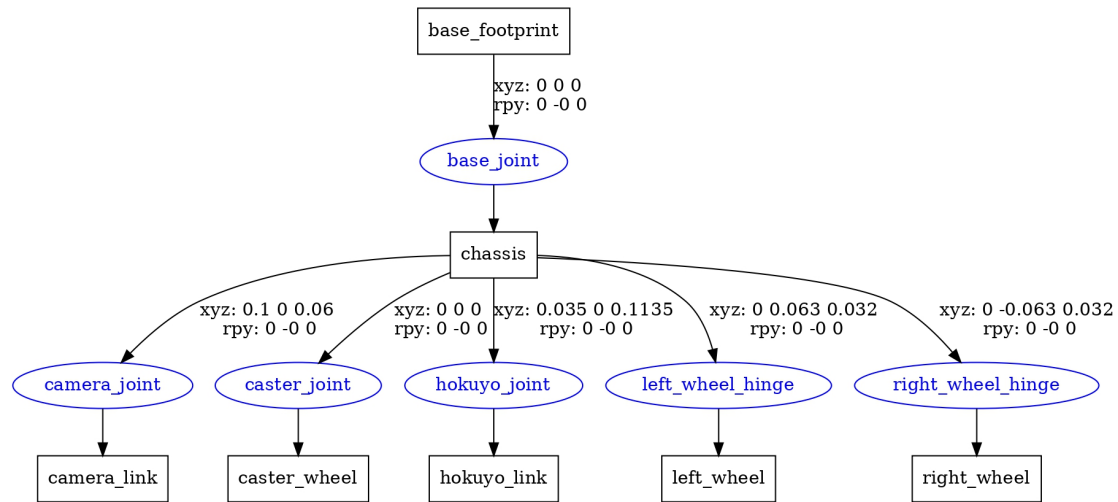 base_footprint
xyz: 0 0 0
rpy: 0 -0 0
base_joint
chassis
xyz: 0.1 0 0.06
rpy: 0 -0 0
xyz: 0 0 0
rpy: 0 -0 0
xyz: 0.035 0 0.1135
rpy: 0 -0 0
xyz: 0 0.063 0.032
rpy: 0 -0 0
xyz: 0 -0.063 0.032
rpy: 0 -0 0
camera_joint
caster_joint
hokuyo_joint
left_wheel_hinge
right_wheel_hinge
camera_link
caster_wheel
hokuyo_link
left_wheel
right_wheel